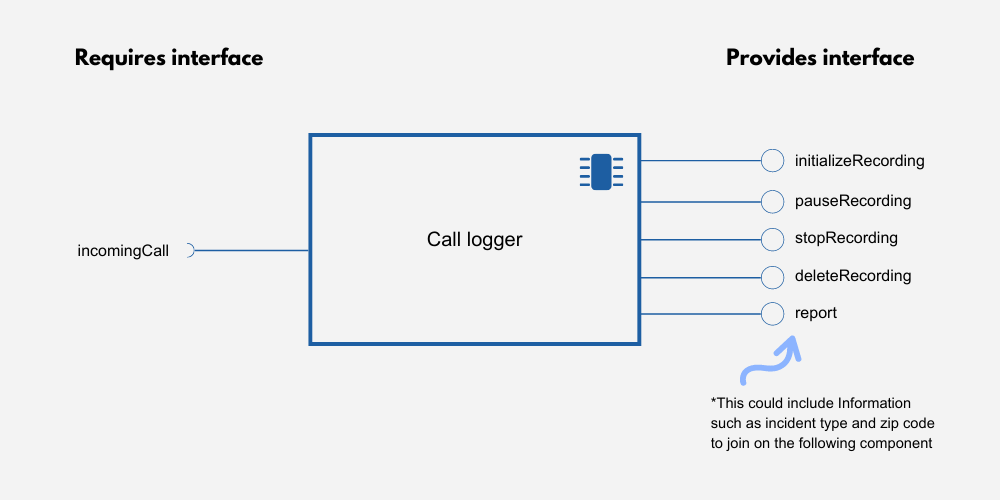 Requires interface
Provides interface
incomingCall
Call logger
initializeRecording
pauseRecording
stopRecording
deleteRecording
report
*This could include Information
such as incident type and zip code
to join on the following component